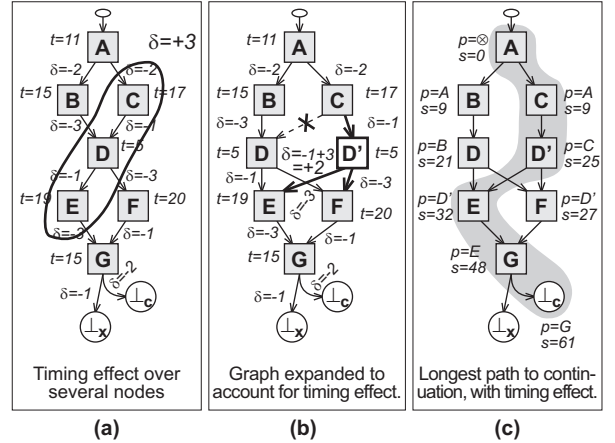 t=11
A
δ=+3
δ=-2
δ=-2
t=15
B
C
t=17
δ=-3
δ=-1
D
t=5
δ=-1
δ=-3
t=19
E
F
t=20
δ=-3
δ=-1
t=15
G
δ=-2
δ=-1
⊥c
⊥x
Timing effect over
several nodes
(a)
t=11
A
δ=-2
δ=-2
t=15
B
C
t=17
δ=-3
*
δ=-1
t=5
D
δ=-1+3
=+2
D'
t=5
δ=-1
δ=-3
δ=-3
t=19
E
F
t=20
δ=-3
δ=-1
t=15
G
δ=-2
δ=-1
⊥c
⊥x
Graph expanded to
account for timing effect.
(b)
p=⊗
s=0
A
p=A
s=9
B
C
p=A
s=9
p=B
s=21
D
D'
p=C
s=25
p=D'
s=32
E
F
p=D'
s=27
p=E
s=48
G
⊥c
⊥x
p=G
s=61
Longest path to contin-
uation, with timing effect.
(c)